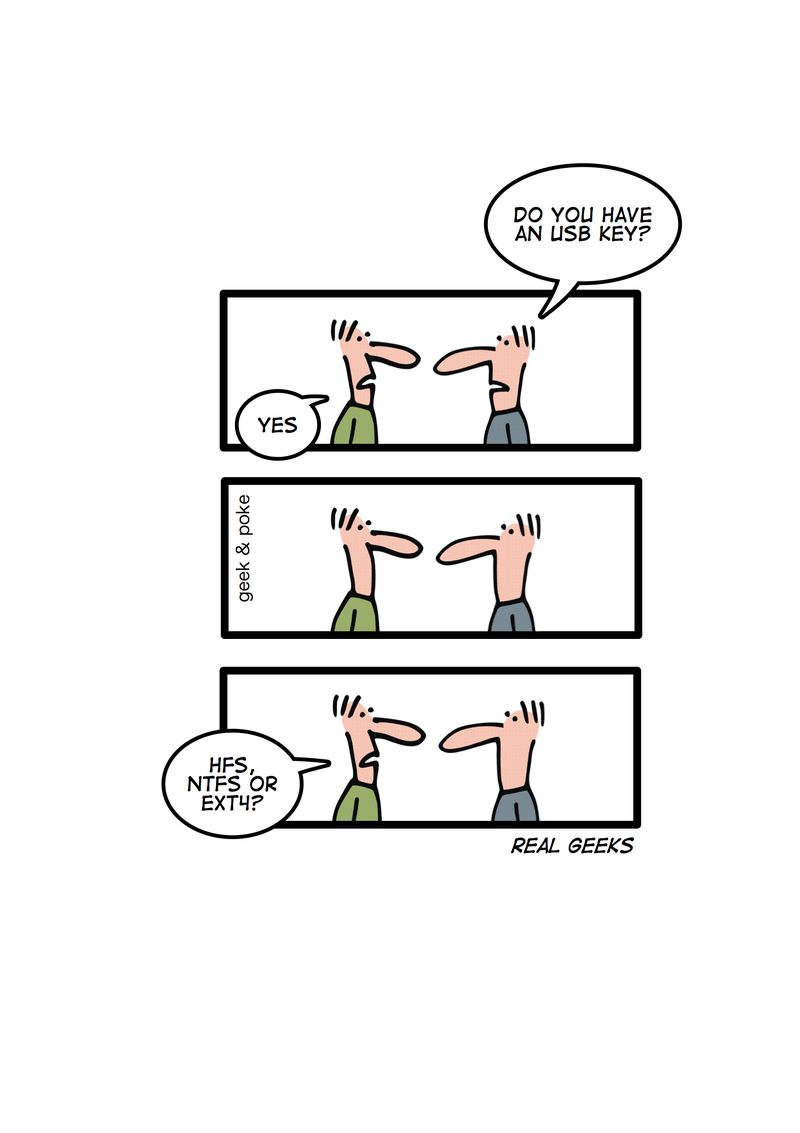 DO YOU HAVE
AN USB KEY?
YES
geek & poke
HFS,
NTFS OR
EXT4?
REAL GEEKS